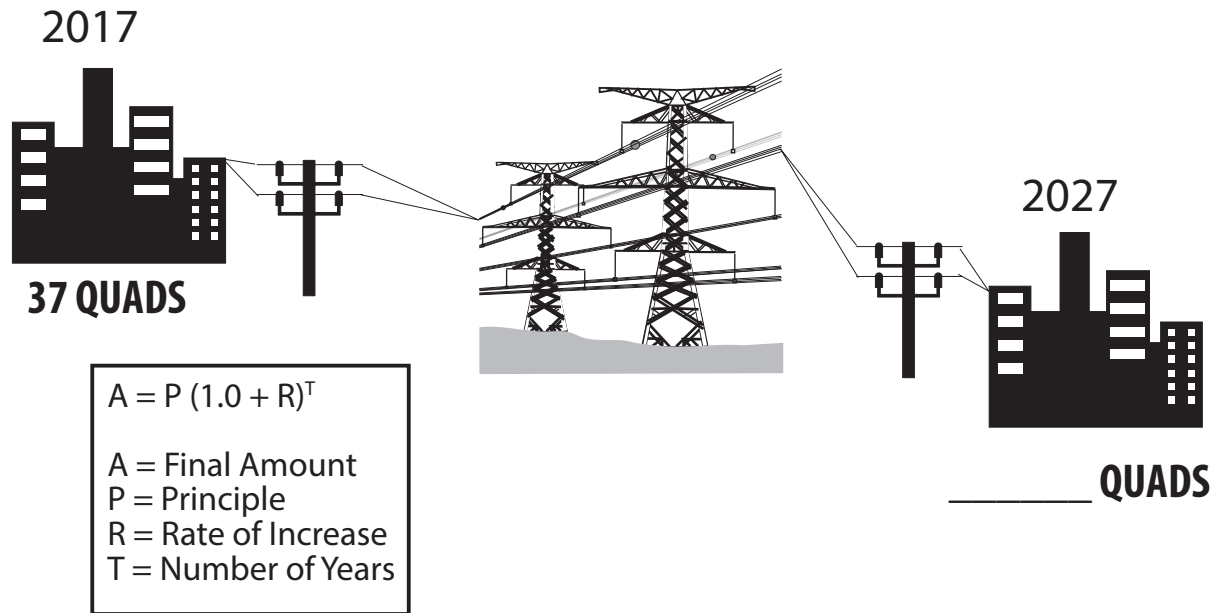 2017
37 QUADS
2027
_______ QUADS
A = P (1.0 + R)ᵀ
A = Final Amount
P = Principle
R = Rate of Increase
T = Number of Years